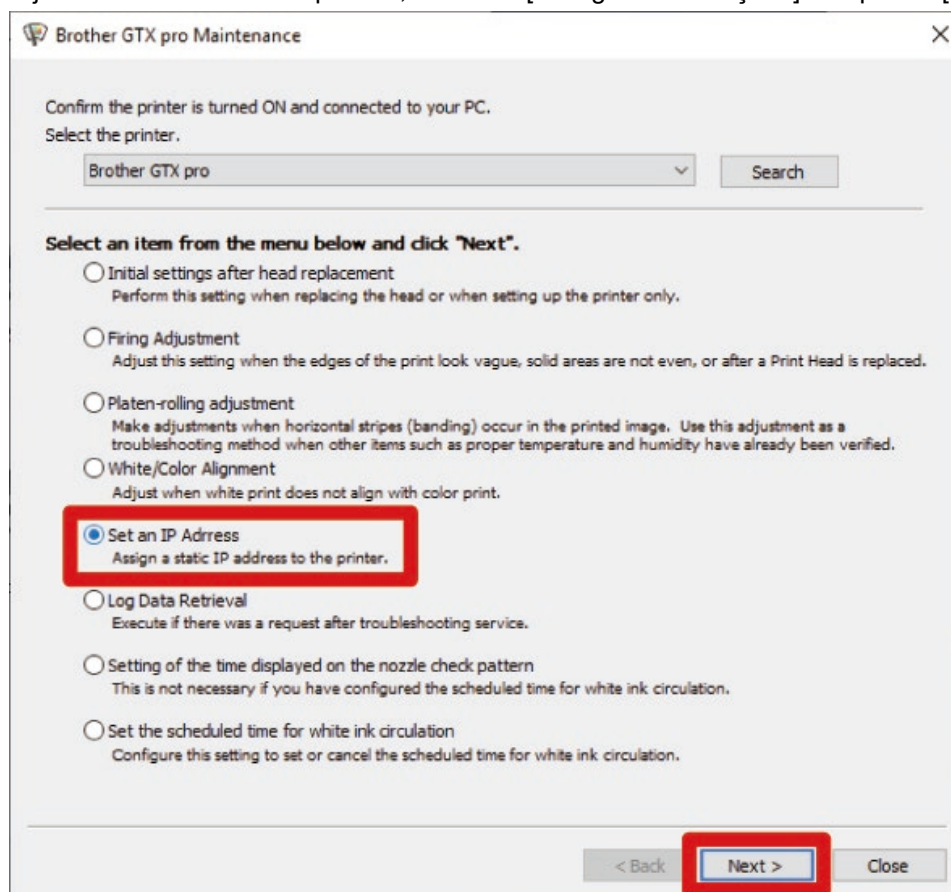 Brother GTX pro Maintenance
Confirm the printer is turned ON and connected to your PC.
Select the printer.
Brother GTX pro
Search
Select an item from the menu below and click "Next".
Initial settings after head replacement
Perform this setting when replacing the head or when setting up the printer only.
Firing Adjustment
Adjust this setting when the edges of the print look vague, solid areas are not even, or after a Print Head is replaced.
Platen-rolling adjustment
Make adjustments when horizontal stripes (banding) occur in the printed image. Use this adjustment as a
troubleshooting method when other items such as proper temperature and humidity have already been verified.
White/Color Alignment
Adjust when white print does not align with color print.
Set an IP Adrress
Assign a static IP address to the printer.
Log Data Retrieval
Execute if there was a request after troubleshooting service.
Setting of the time displayed on the nozzle check pattern
This is not necessary if you have configured the scheduled time for white ink circulation.
Set the scheduled time for white ink circulation
Configure this setting to set or cancel the scheduled time for white ink circulation.
< Back Next > Close